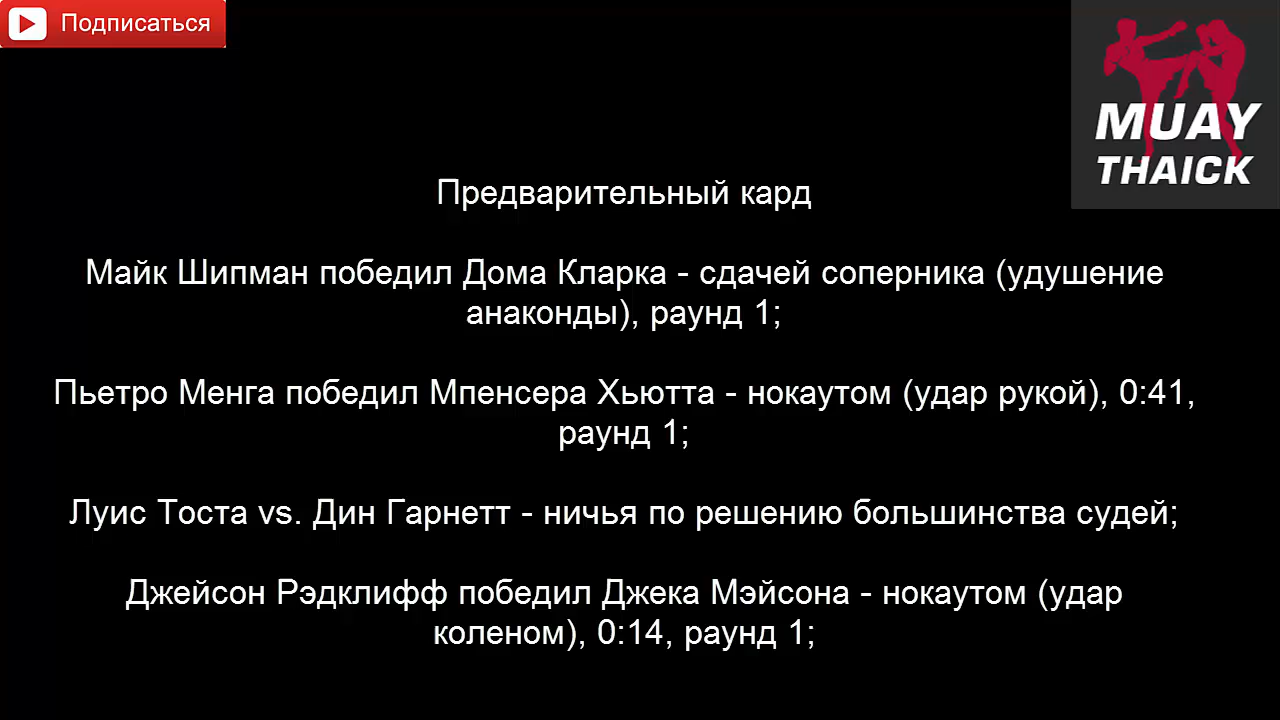 Подписаться
MUAY
THAICK
Предварительный кард
Майк Шипман победил Дома Кларка - сдачей соперника (удушение
анаконды), раунд 1;
Пьетро Менга победил Мпенсера Хьютта - нокаутом (удар рукой), 0:41,
раунд 1;
Луис Тоста vs. Дин Гарнетт - ничья по решению большинства судей;
Джейсон Рэдклифф победил Джека Мэйсона - нокаутом (удар
коленом), 0:14, раунд 1;